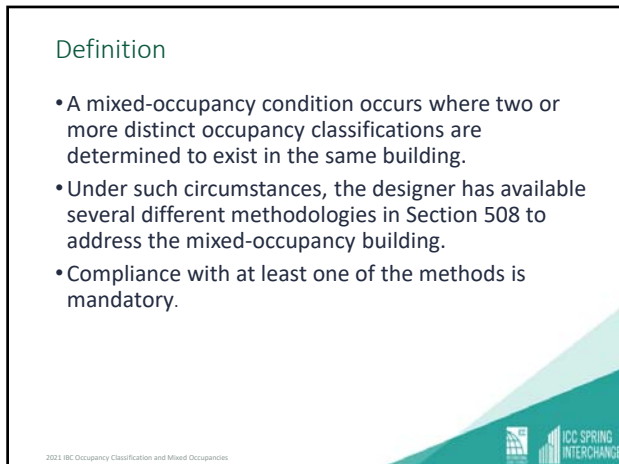 Definition
• A mixed-occupancy condition occurs where two or
more distinct occupancy classifications are
determined to exist in the same building.
• Under such circumstances, the designer has available
several different methodologies in Section 508 to
address the mixed-occupancy building.
• Compliance with at least one of the methods is
mandatory.
2021 IBC Occupancy Classification and Mixed Occupancies
ICC SPRING
INTERCHANGE